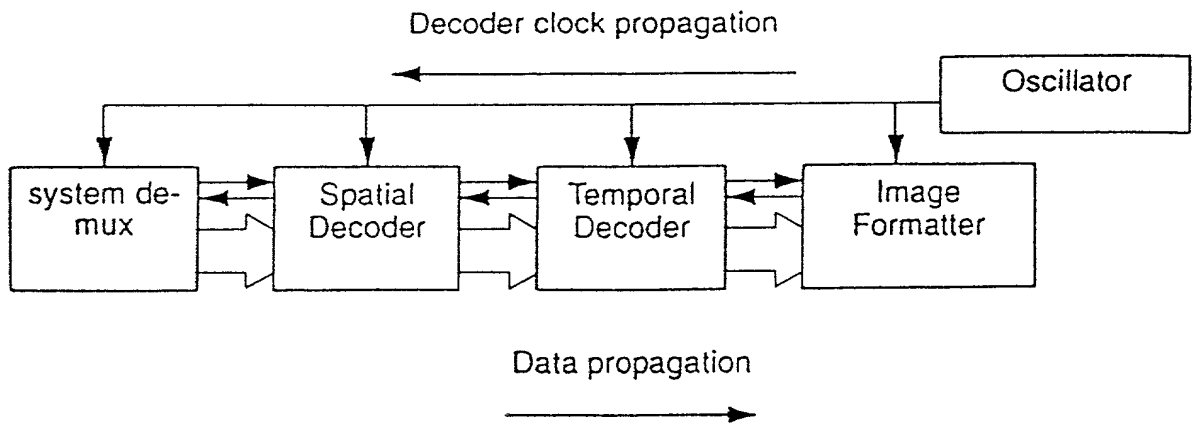 Decoder clock propagation
Oscillator
system de-
mux
Spatial
Decoder
Temporal
Decoder
Image
Formatter
Data propagation